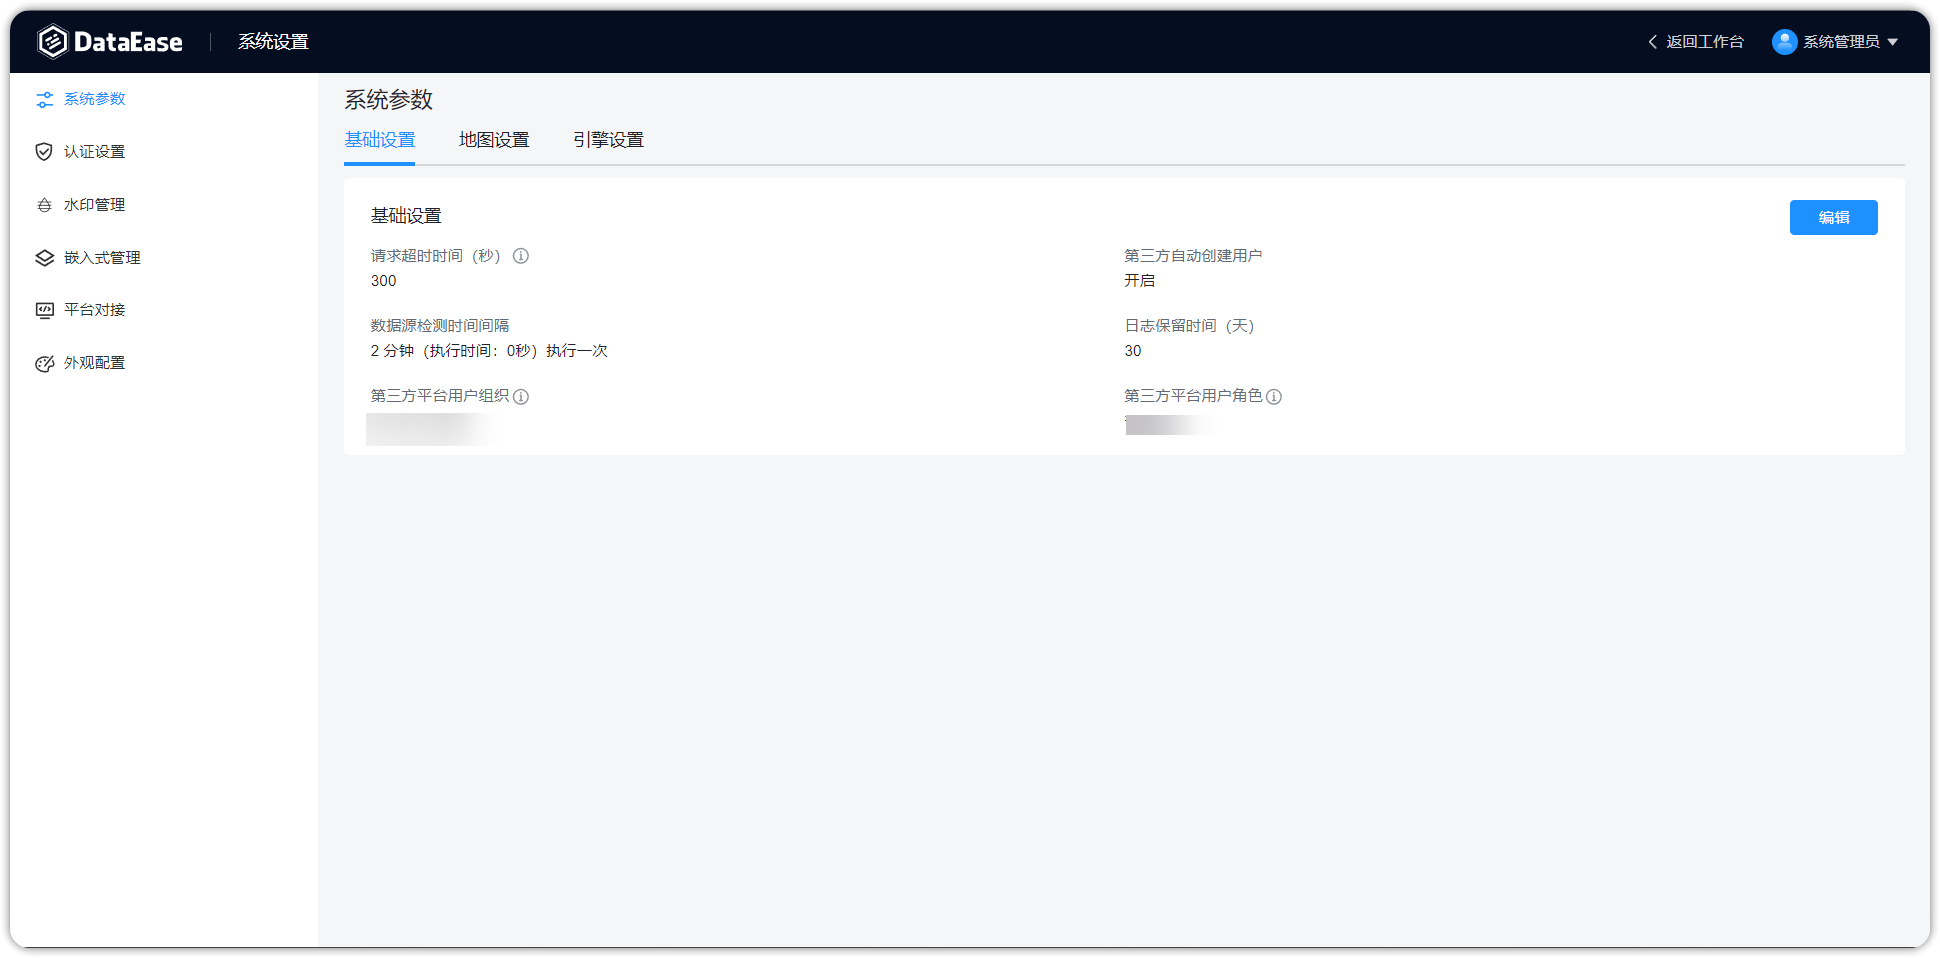 DataEase
系统设置
返回工作台
系统管理员
系统参数
认证设置
水印管理
嵌入式管理
平台对接
外观配置
系统参数
基础设置
地图设置
引擎设置
基础设置
编辑
请求超时时间（秒）
300
第三方自动创建用户
开启
数据源检测时间间隔
2 分钟（执行时间：0秒）执行一次
日志保留时间（天）
30
第三方平台用户组织
第三方平台用户角色